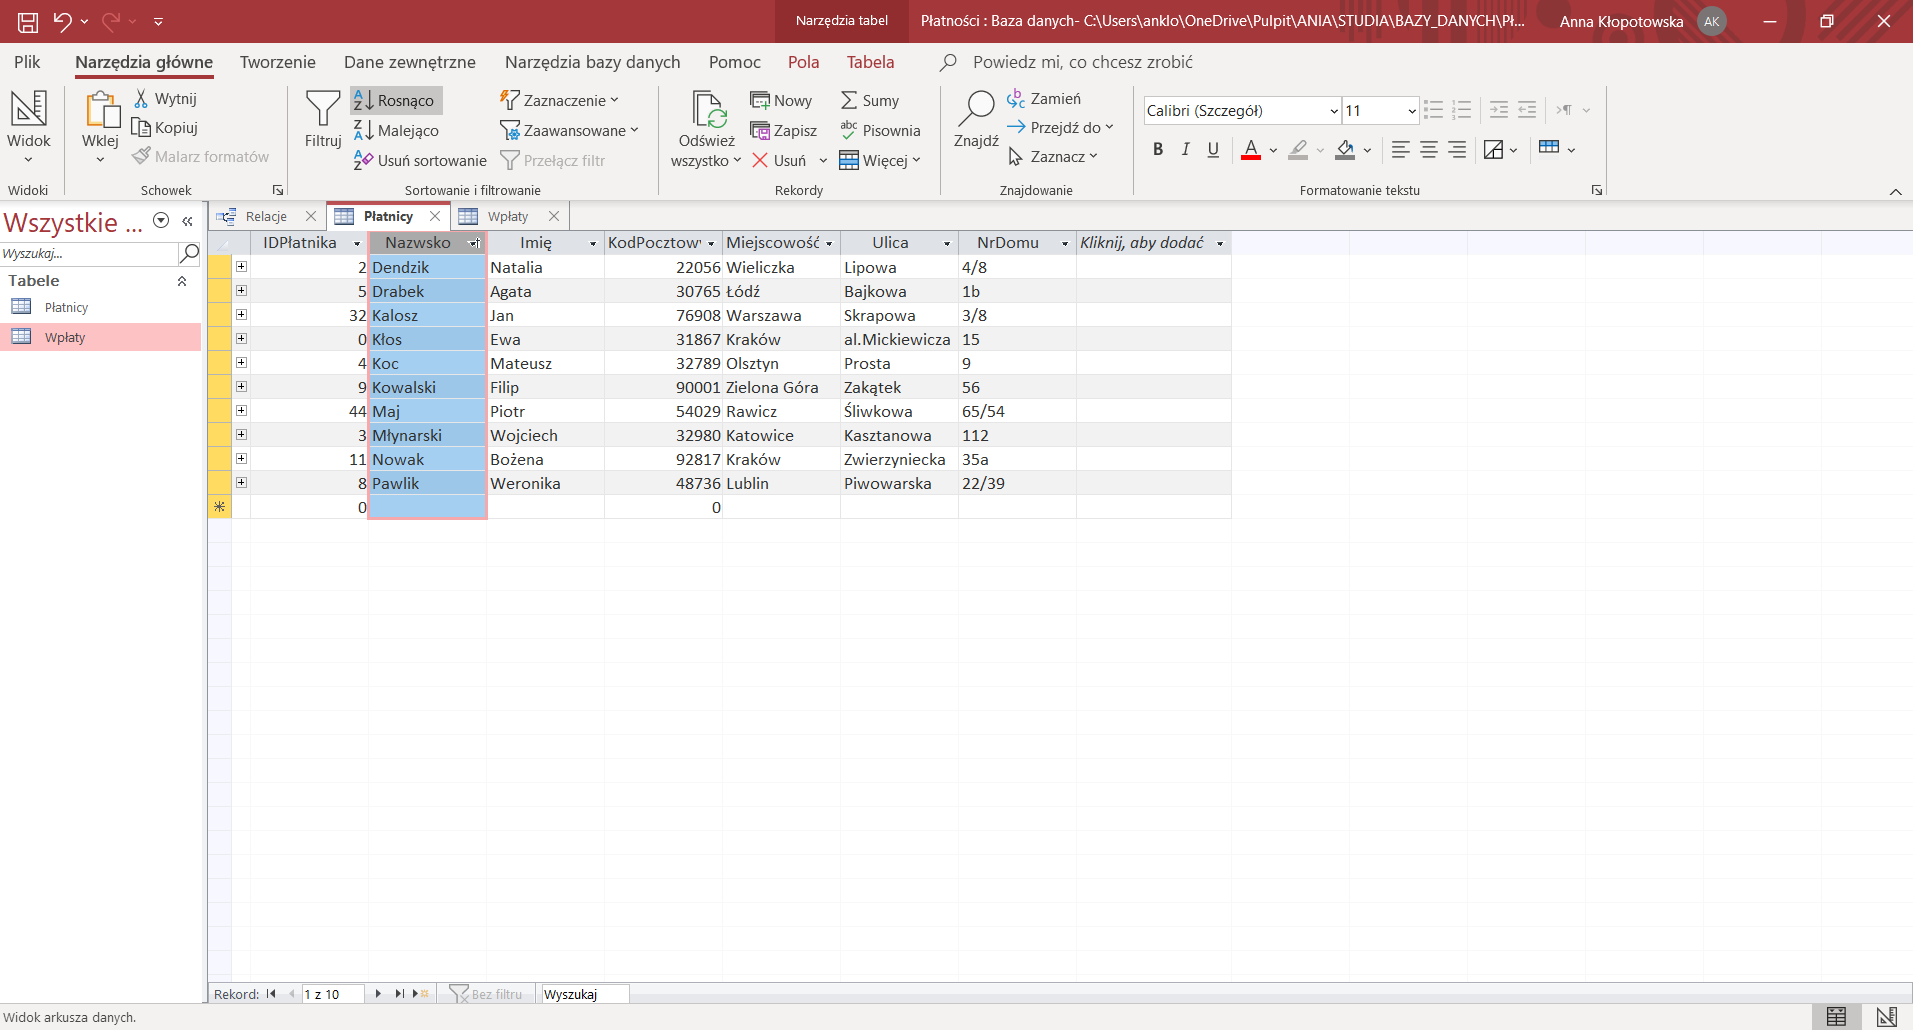 Narzędzia tabel
Płatności : Baza danych- C:\Users\anklo\OneDrive\Pulpit\ANIA\STUDIA\BAZY_DANYCH\Pł...
Anna Kłopotowska
AK
Plik
Narzędzia główne
Tworzenie
Dane zewnętrzne
Narzędzia bazy danych
Pomoc
Pola
Tabela
Powiedz mi, co chcesz zrobić
Widok
Widoki
Wklej
Wytnij
Kopiuj
Malarz formatów
Schowek
Filtruj
Rosnąco
Malejąco
Usuń sortowanie
Zaznaczenie
Zaawansowane
Przełącz filtr
Sortowanie i filtrowanie
Odśwież
wszystko
Nowy
Zapisz
Usuń
Sumy
Pisownia
Więcej
Rekordy
Znajdź
Zamień
Przejdź do
Zaznacz
Znajdowanie
Calibri (Szczegół)
11
B I U
Formatowanie tekstu
Wszystkie ...
Wyszukaj...
Tabele
Płatnicy
Wpłaty
Relacje
Płatnicy
Wpłaty
IDPłatnika Nazwsko Imię KodPocztowy Miejscowość Ulica NrDomu Kliknij, aby dodać
2 Dendzik Natalia 22056 Wieliczka Lipowa 4/8
5 Drabek Agata 30765 Łódź Bajkowa 1b
32 Kalosz Jan 76908 Warszawa Skrapowa 3/8
0 Kłos Ewa 31867 Kraków al.Mickiewicza 15
4 Koc Mateusz 32789 Olsztyn Prosta 9
9 Kowalski Filip 90001 Zielona Góra Zakątek 56
44 Maj Piotr 54029 Rawicz Śliwkowa 65/54
3 Młynarski Wojciech 32980 Katowice Kasztanowa 112
11 Nowak Bożena 92817 Kraków Zwierzyniecka 35a
8 Pawlik Weronika 48736 Lublin Piwowarska 22/39
0 0
Rekord: 1 z 10 Bez filtru Wyszukaj
Widok arkusza danych.